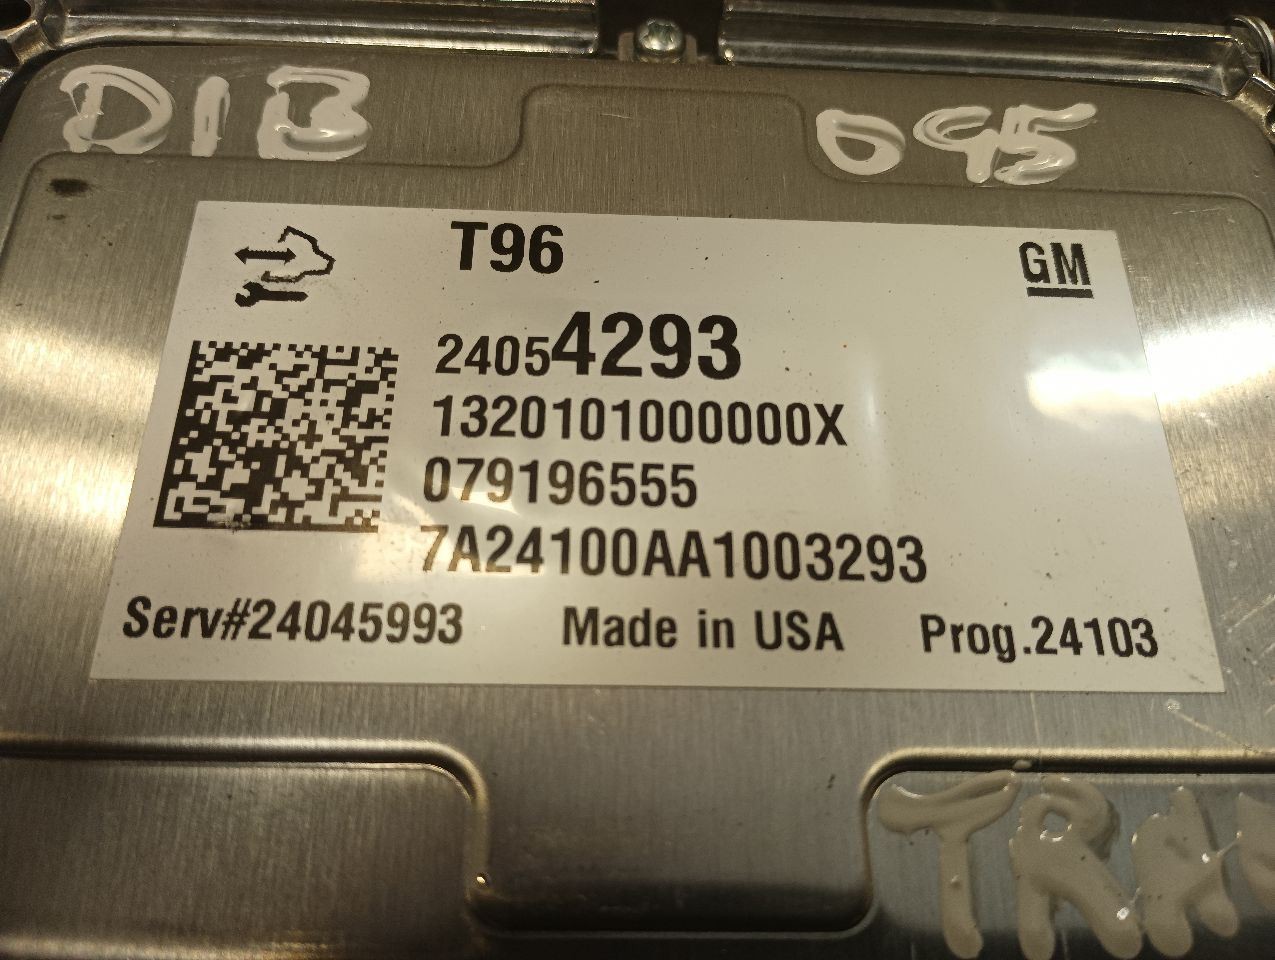 D1B 095
T96
GM
24054293
1320101000000X
079196555
7A24100AA1003293
Serv#24045993 Made in USA Prog.24103